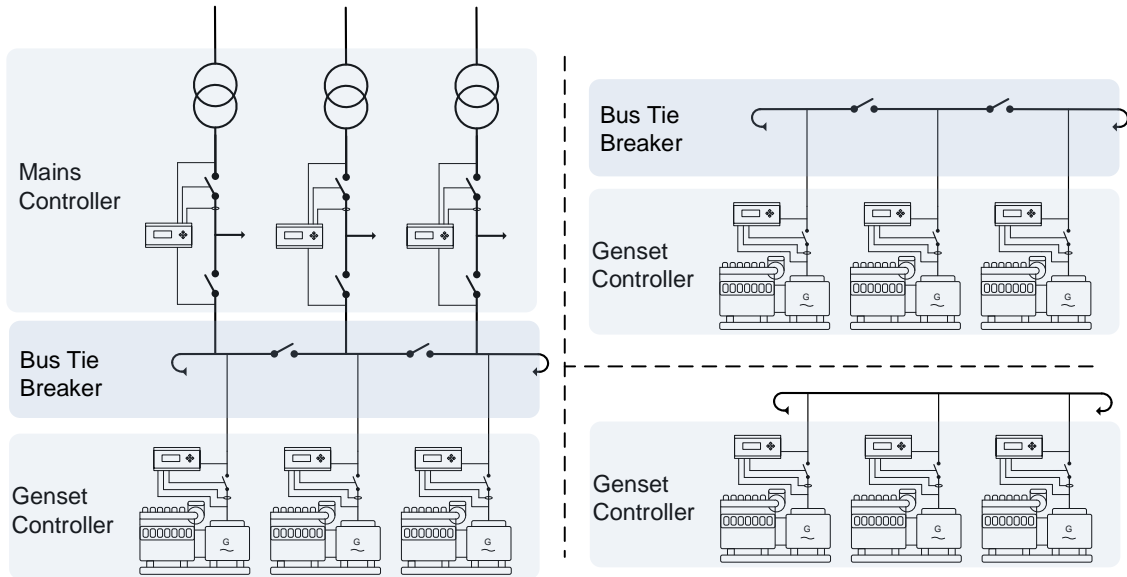 Mains
Controller
Bus Tie
Breaker
Genset
Controller
G
G
G
Bus Tie
Breaker
Genset
Controller
G
G
G
Genset
Controller
G
G
G